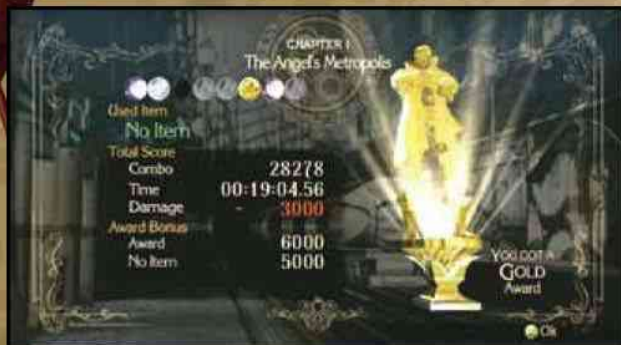 CHAPTER I
The Angel's Metropolis
Used Item
No Item
Total Score
Combo 28278
Time 00:19:04.56
Damage - 3000
Award Bonus
Award 6000
No Item 5000
YOU GOT A
GOLD
Award
Ok